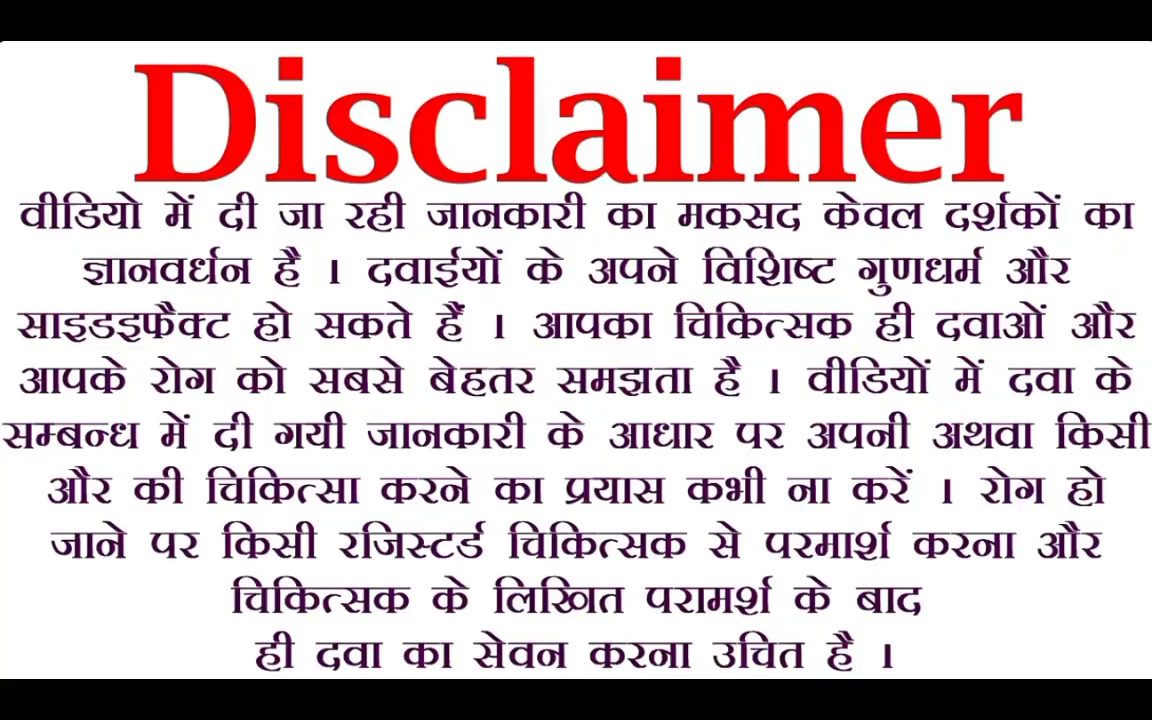 Disclaimer
वीडियो में दी जा रही जानकारी का मकसद केवल दर्शकों का
ज्ञानवर्धन है ।  दवाईयों के अपने विशिष्ट गुणधर्म और
साइडइफैक्ट हो सकते हैं । आपका चिकित्सक ही दवाओं और
आपके रोग को सबसे बेहतर समझता है । वीडियों में दवा के
सम्बन्ध में दी गयी जानकारी के आधार पर अपनी अथवा किसी
और की चिकित्सा करने का प्रयास कभी ना करें । रोग हो
जाने पर किसी रजिस्टर्ड चिकित्सक से परमार्श करना और
चिकित्सक के लिखित परामर्श के बाद
ही दवा का सेवन करना उचित है ।